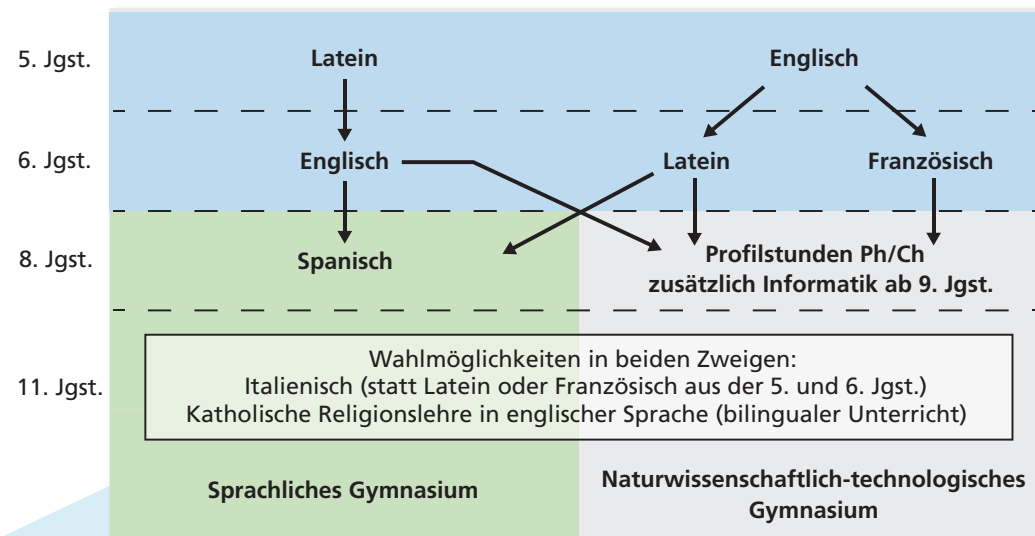 5. Jgst.
Latein
Englisch
6. Jgst.
Englisch
Latein
Französisch
8. Jgst.
Spanisch
Profilstunden Ph/Ch
zusätzlich Informatik ab 9. Jgst.
11. Jgst.
Wahlmöglichkeiten in beiden Zweigen:
Italienisch (statt Latein oder Französisch aus der 5. und 6. Jgst.)
Katholische Religionslehre in englischer Sprache (bilingualer Unterricht)
Sprachliches Gymnasium
Naturwissenschaftlich-technologisches
Gymnasium